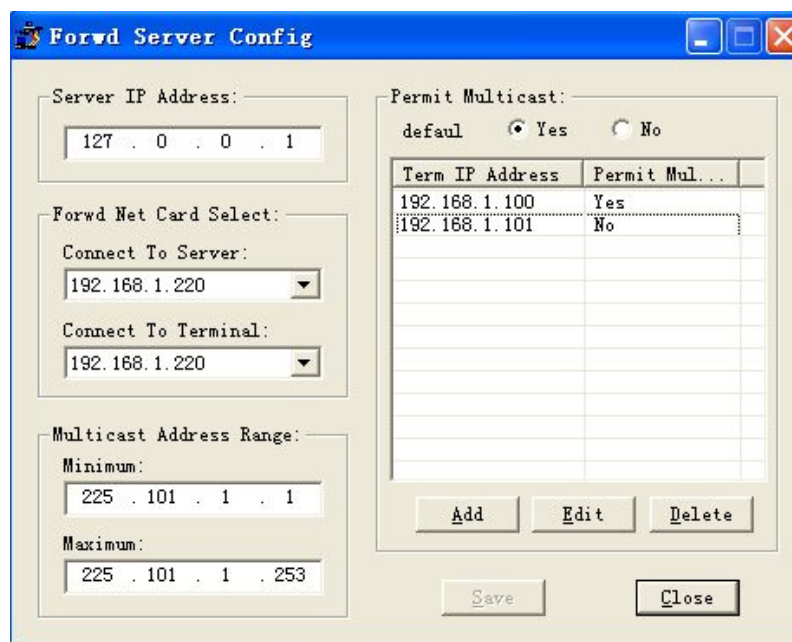 Forwd Server Config
Server IP Address:
127 . 0 . 0 . 1
Forwd Net Card Select:
Connect To Server:
192.168.1.220
Connect To Terminal:
192.168.1.220
Multicast Address Range:
Minimum:
225 . 101 . 1 . 1
Maximum:
225 . 101 . 1 . 253
Permit Multicast:
defaul Yes No
Term IP Address Permit Mul...
192.168.1.100 Yes
192.168.1.101 No
Add Edit Delete
Save Close